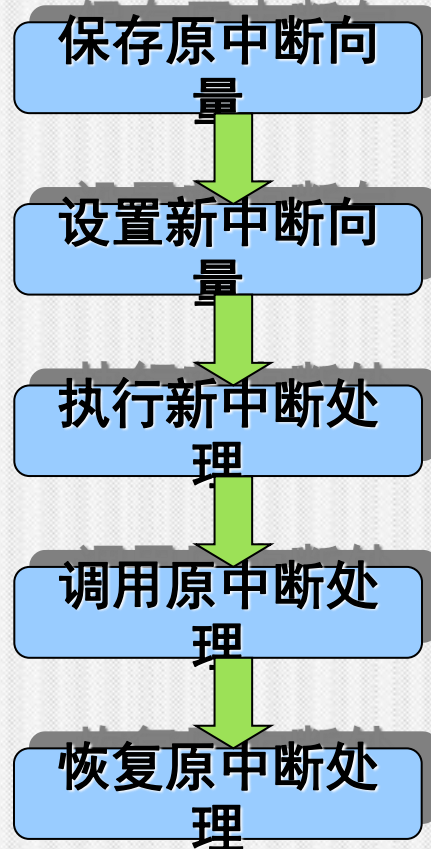 保存原中断向
量
设置新中断向
量
执行新中断处
理
调用原中断处
理
恢复原中断处
理